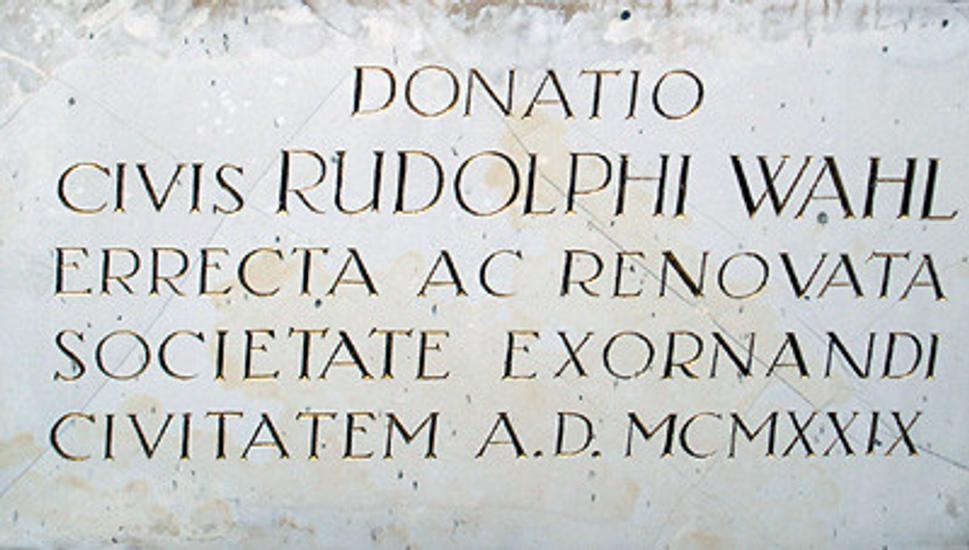 DONATIO
CIVIS RUDOLPHI WAHL
ERRECTA AC RENOVATA
SOCIETATE EXORNANDI
CIVITATEM A.D. MCMXXIX